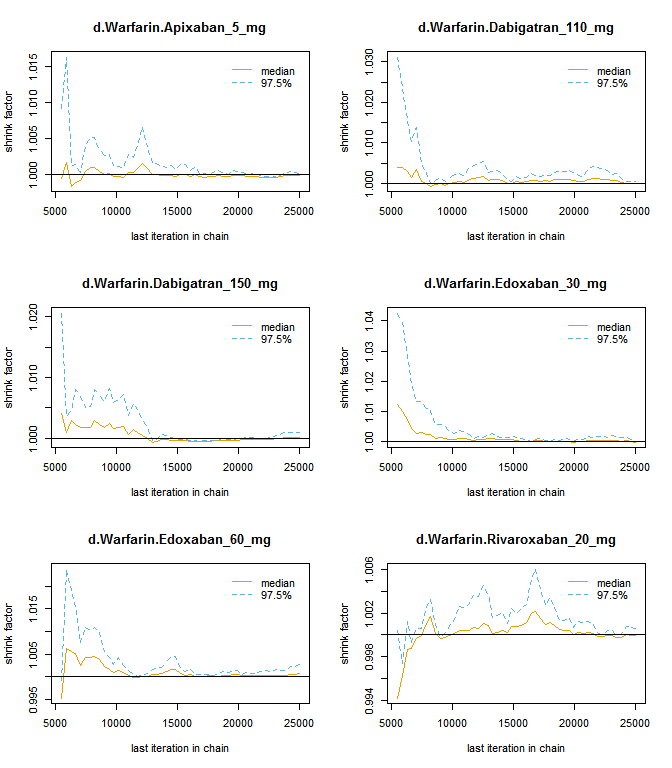 d.Warfarin.Apixaban_5_mg
shrink factor
1.000 1.005 1.010 1.015
median
97.5%
5000 10000 15000 20000 25000
last iteration in chain
d.Warfarin.Dabigatran_110_mg
shrink factor
1.000 1.010 1.020 1.030
median
97.5%
5000 10000 15000 20000 25000
last iteration in chain
d.Warfarin.Dabigatran_150_mg
shrink factor
1.000 1.010 1.020
median
97.5%
5000 10000 15000 20000 25000
last iteration in chain
d.Warfarin.Edoxaban_30_mg
shrink factor
1.00 1.01 1.02 1.03 1.04
median
97.5%
5000 10000 15000 20000 25000
last iteration in chain
d.Warfarin.Edoxaban_60_mg
shrink factor
0.995 1.005 1.015
median
97.5%
5000 10000 15000 20000 25000
last iteration in chain
d.Warfarin.Rivaroxaban_20_mg
shrink factor
0.994 0.998 1.002 1.006
median
97.5%
5000 10000 15000 20000 25000
last iteration in chain